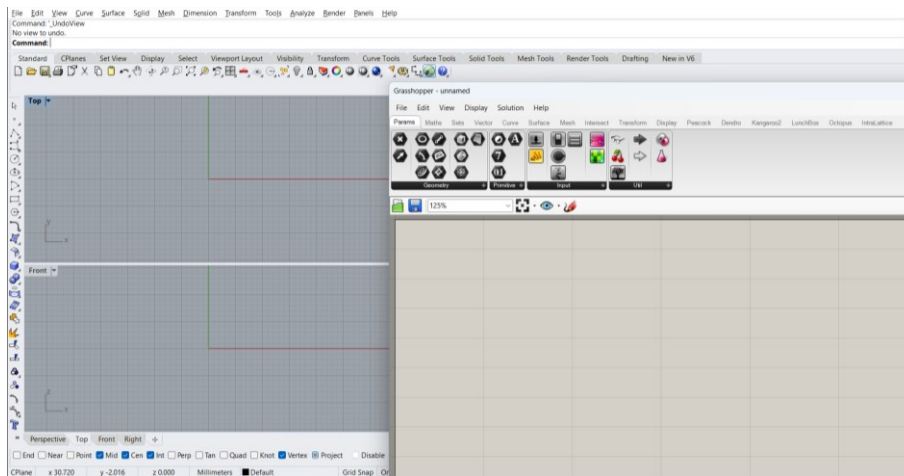 File Edit View Curve Surface Solid Mesh Dimension Transform Tools Analyze Render Panels Help
Command: '_UndoView
No view to undo.
Command:
Standard CPlanes Set View Display Select Viewport Layout Visibility Transform Curve Tools Surface Tools Solid Tools Mesh Tools Render Tools Drafting New in V6
Top
Grasshopper - unnamed
File Edit View Display Solution Help
Params Maths Sets Vector Curve Surface Mesh Intersect Transform Display Peacock Dendro Kangaroo2 LunchBox Octopus IntraLattice
Geometry Primitive Input Util
125%
y
x
Front
z
x
Perspective Top Front Right
End Near Point Mid Cen Int Perp Tan Quad Knot Vertex Project Disable
CPlane x 30.720 y -2.016 z 0.000 Millimeters Default Grid Snap